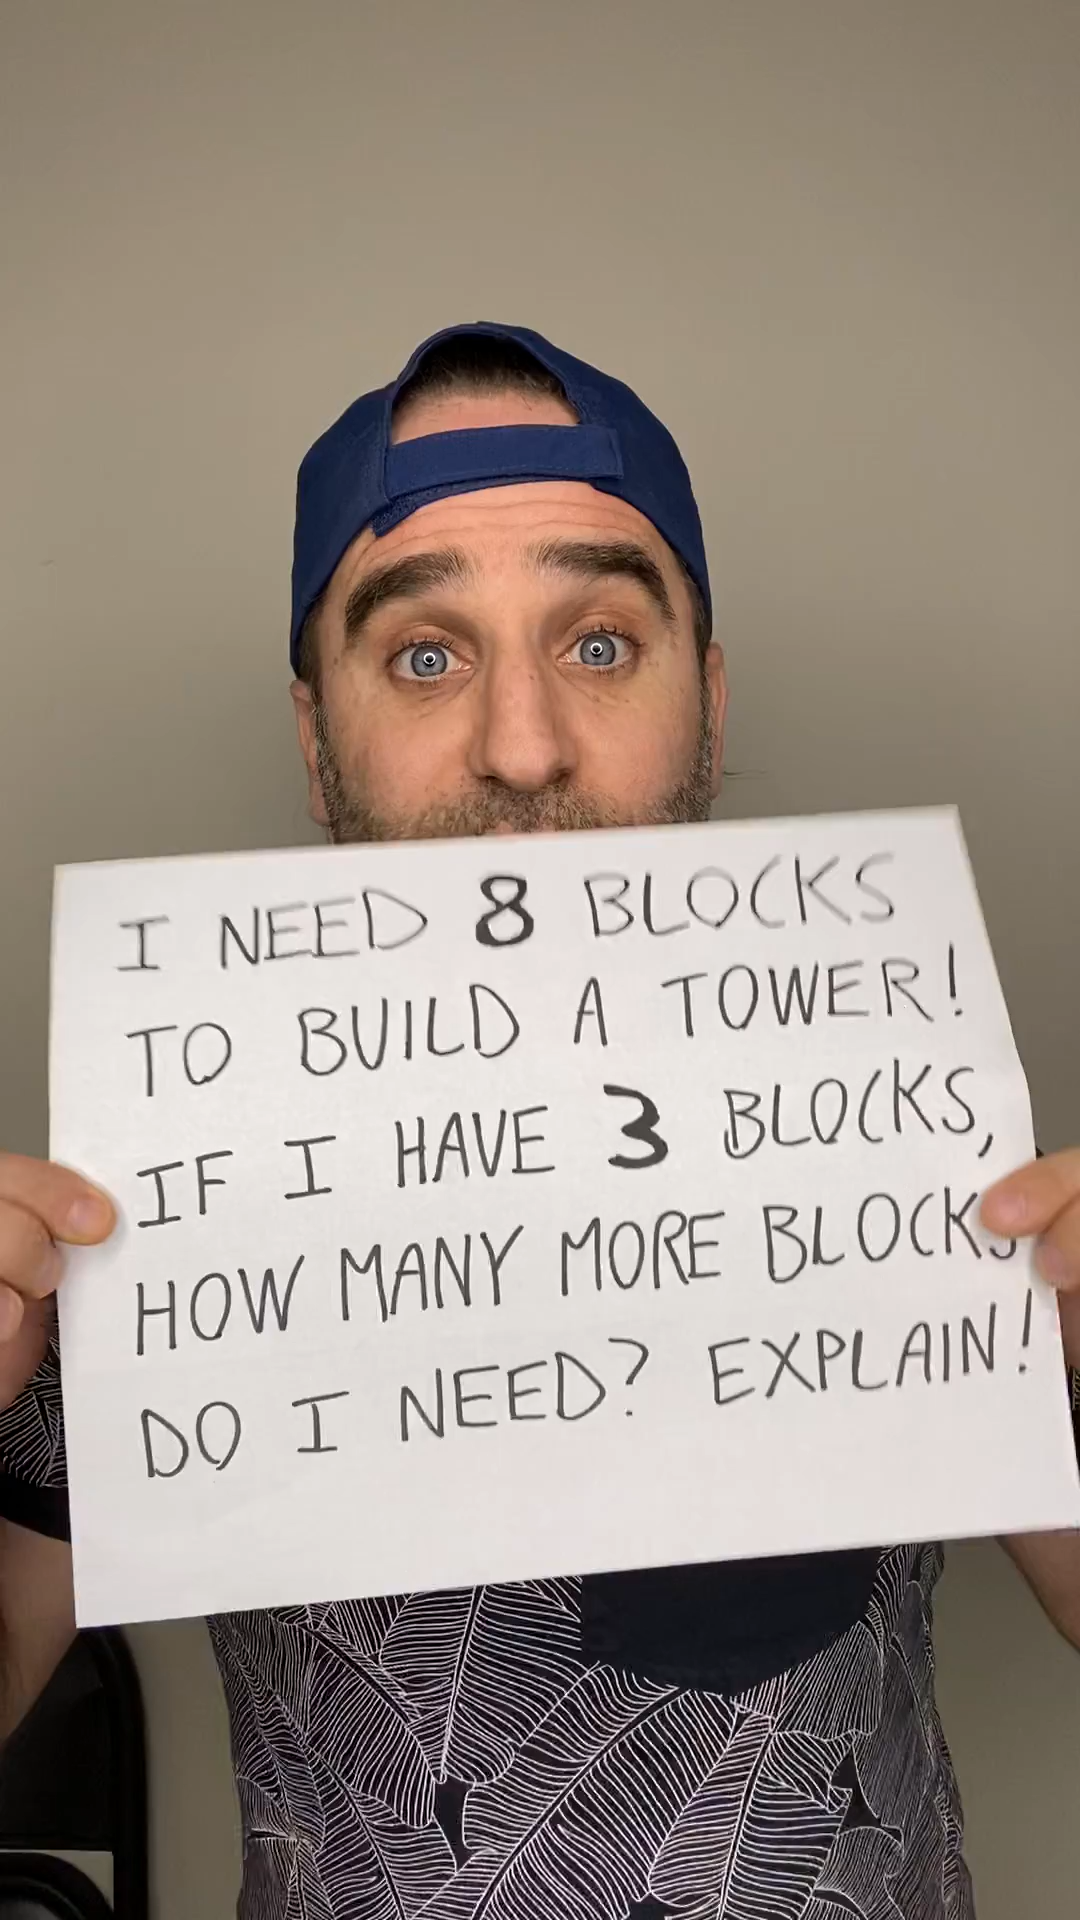 I NEED 8 BLOCKS
TO BUILD A TOWER!
IF I HAVE 3 BLOCKS,
HOW MANY MORE BLOCKS
DO I NEED? EXPLAIN!